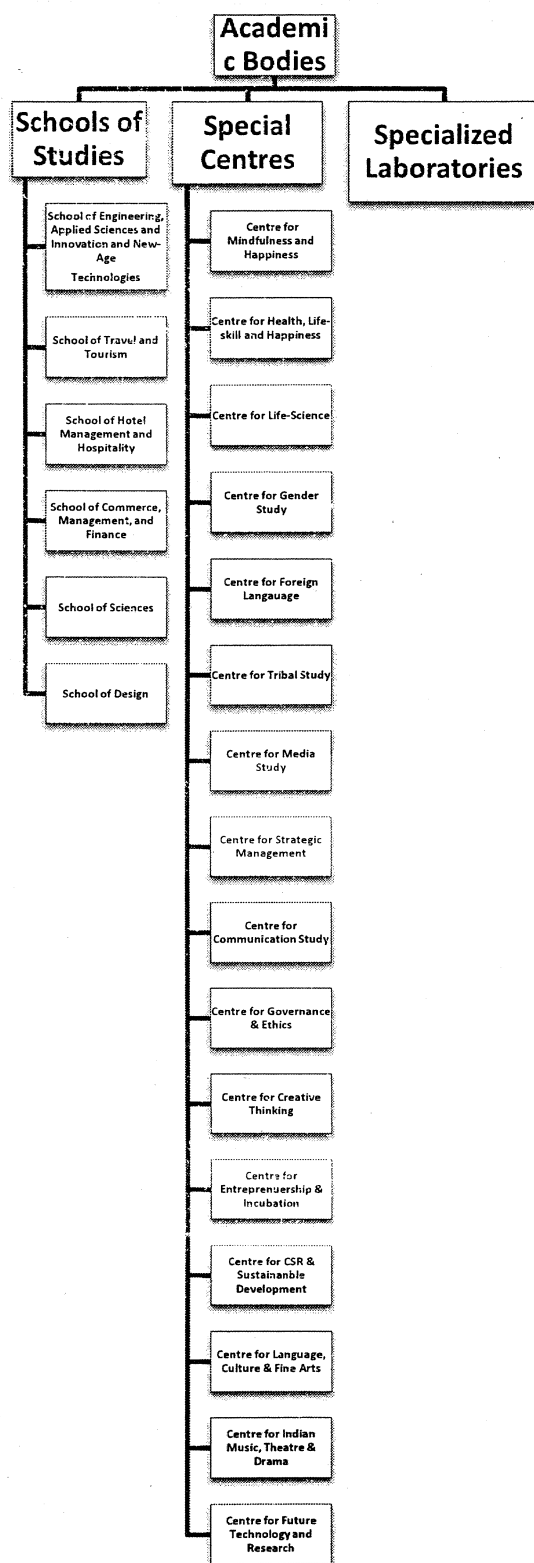 Academi
c Bodies
Schools of
Studies
School of Engineering,
Applied Sciences and
Innovation and New-
Age
Technologies
School of Travel and
Tourism
School of Hotel
Management and
Hospitality
School of Commerce,
Management, and
Finance
School of Sciences
School of Design
Special
Centres
Centre for
Mindfulness and
Happiness
Centre for Health, Life-
skill and Happiness
Centre for Life-Science
Centre for Gender
Study
Centre for Foreign
Langauage
Centre for Tribal Study
Centre for Media
Study
Centre for Strategic
Management
Centre for
Communication Study
Centre for Governance
& Ethics
Centre for Creative
Thinking
Centre for
Entreprenuership &
Incubation
Centre for CSR &
Sustainanble
Development
Centre for Language,
Culture & Fine Arts
Centre for Indian
Music, Theatre &
Drama
Centre for Future
Technology and
Research
Specialized
Laboratories